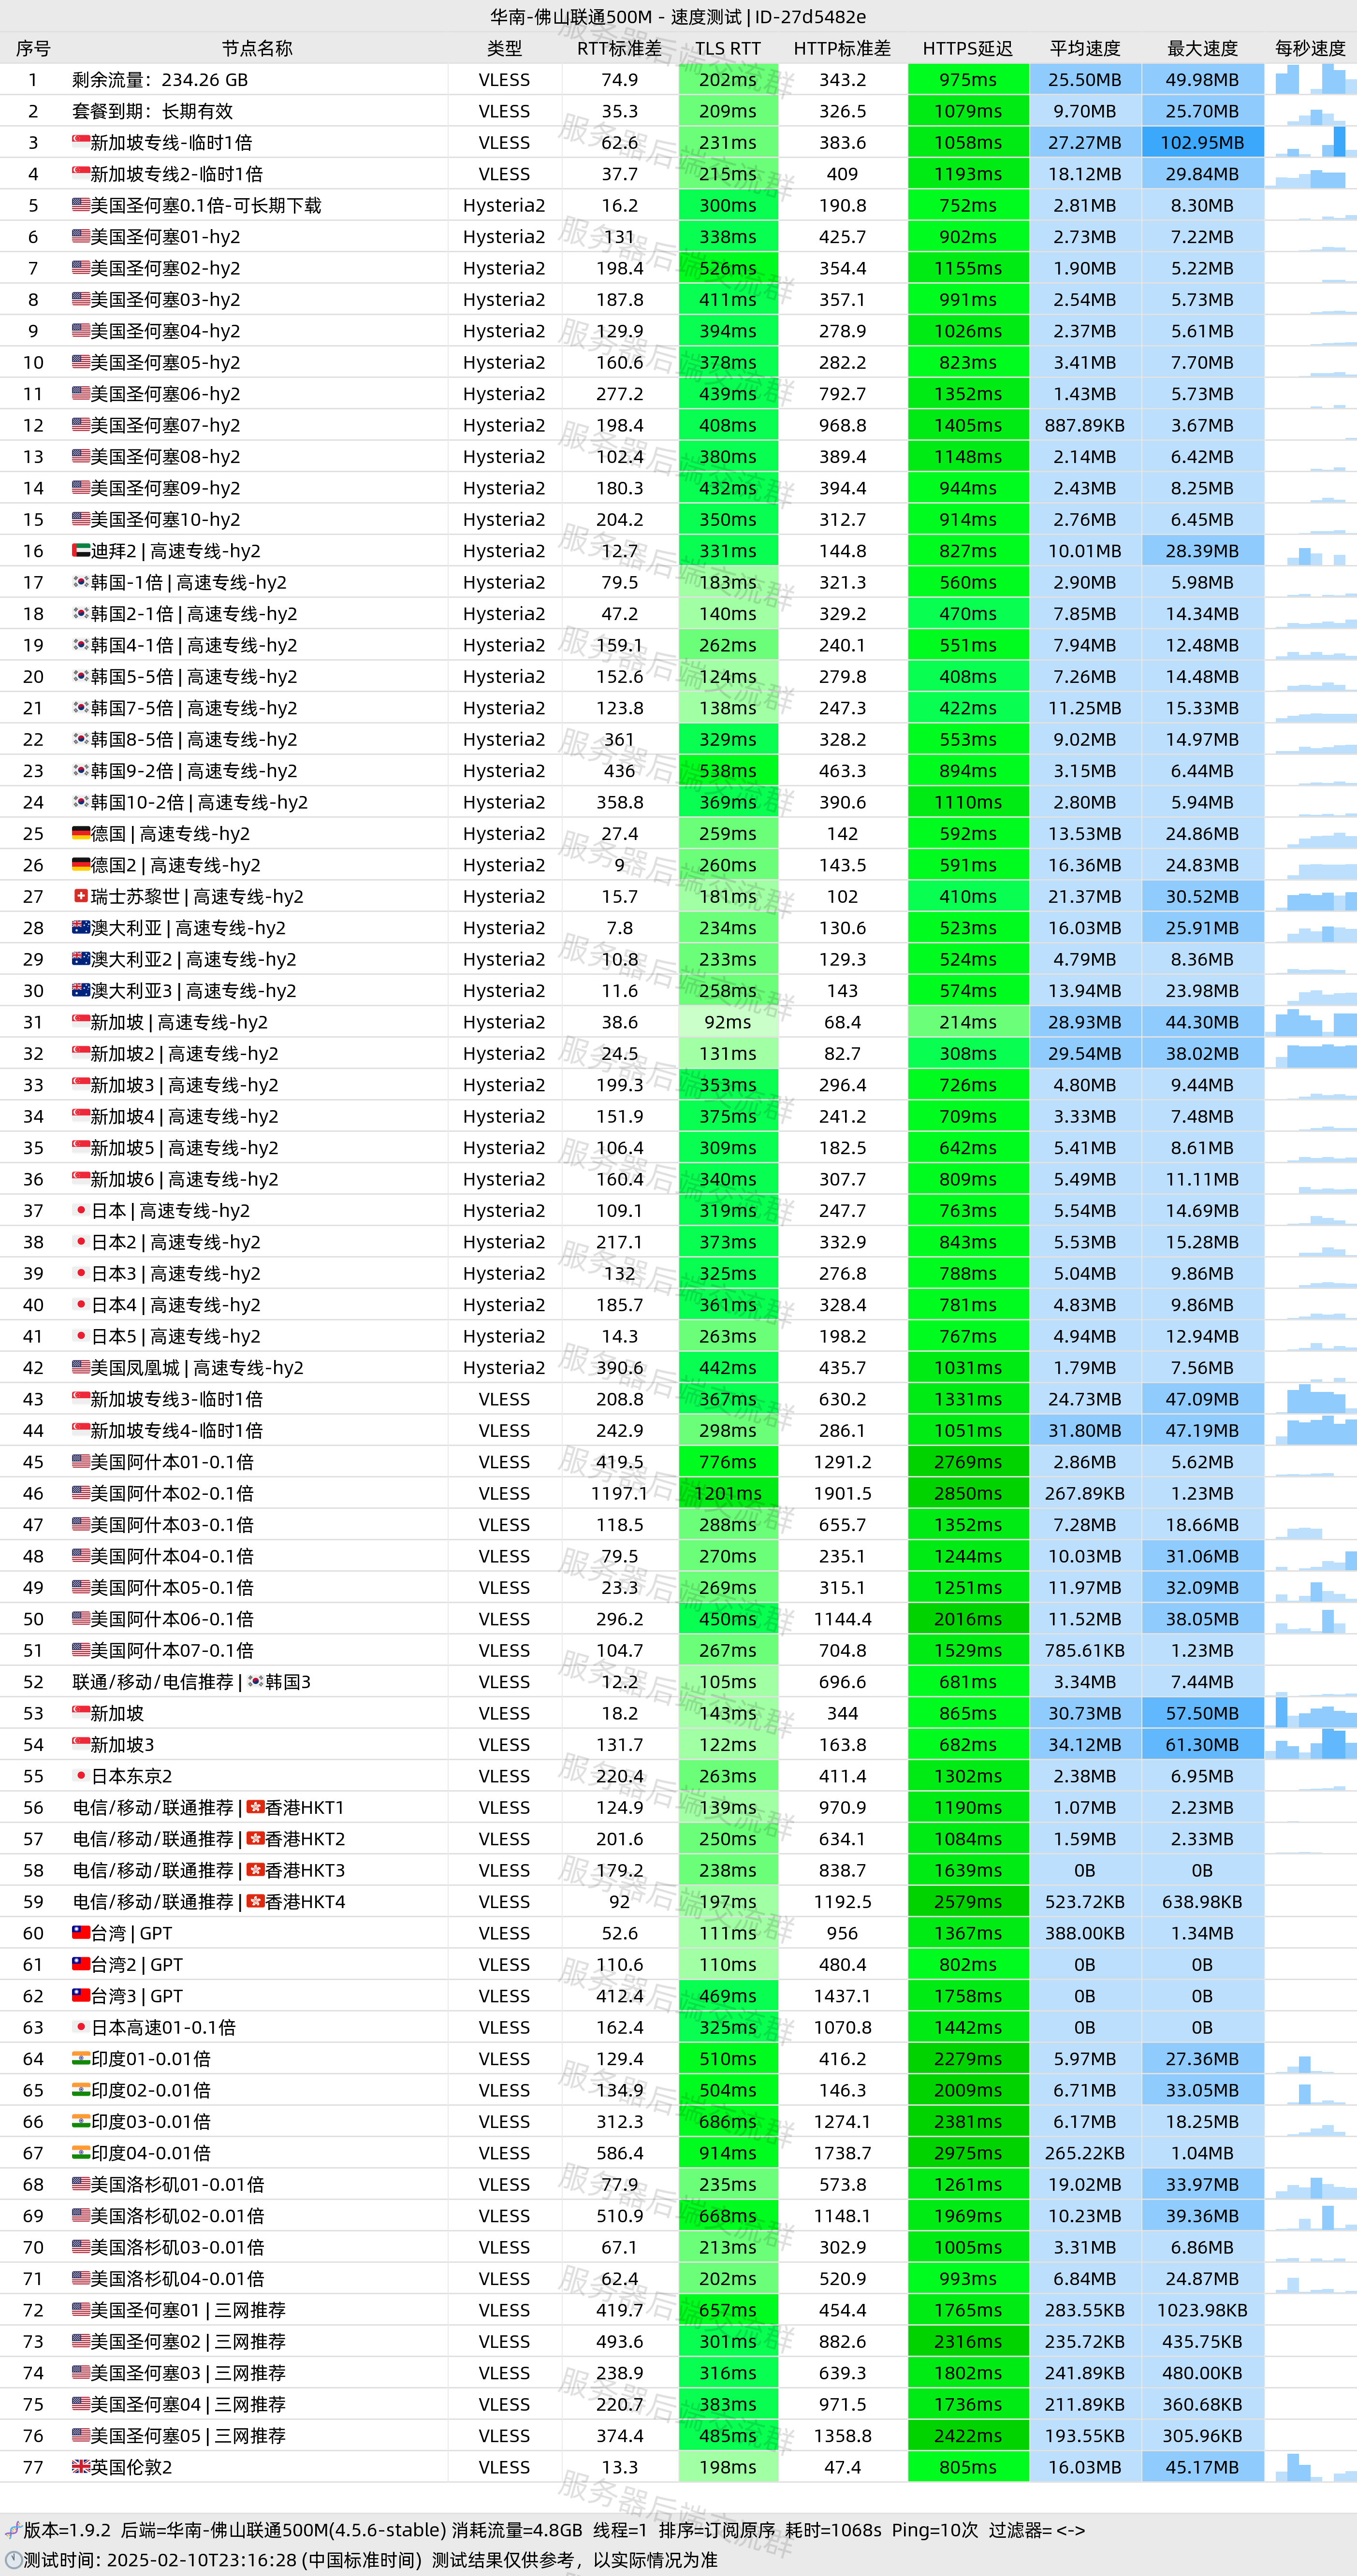 华南-佛山联通500M - 速度测试 | ID-27d5482e
序号 节点名称 类型 RTT标准差 TLS RTT HTTP标准差 HTTPS延迟 平均速度 最大速度 每秒速度
1 剩余流量：234.26 GB VLESS 74.9 202ms 343.2 975ms 25.50MB 49.98MB
2 套餐到期：长期有效 VLESS 35.3 209ms 326.5 1079ms 9.70MB 25.70MB
3 新加坡专线-临时1倍 VLESS 62.6 231ms 383.6 1058ms 27.27MB 102.95MB
4 新加坡专线2-临时1倍 VLESS 37.7 215ms 409 1193ms 18.12MB 29.84MB
5 美国圣何塞0.1倍-可长期下载 Hysteria2 16.2 300ms 190.8 752ms 2.81MB 8.30MB
6 美国圣何塞01-hy2 Hysteria2 131 338ms 425.7 902ms 2.73MB 7.22MB
7 美国圣何塞02-hy2 Hysteria2 198.4 526ms 354.4 1155ms 1.90MB 5.22MB
8 美国圣何塞03-hy2 Hysteria2 187.8 411ms 357.1 991ms 2.54MB 5.73MB
9 美国圣何塞04-hy2 Hysteria2 129.9 394ms 278.9 1026ms 2.37MB 5.61MB
10 美国圣何塞05-hy2 Hysteria2 160.6 378ms 282.2 823ms 3.41MB 7.70MB
11 美国圣何塞06-hy2 Hysteria2 277.2 439ms 792.7 1352ms 1.43MB 5.73MB
12 美国圣何塞07-hy2 Hysteria2 198.4 408ms 968.8 1405ms 887.89KB 3.67MB
13 美国圣何塞08-hy2 Hysteria2 102.4 380ms 389.4 1148ms 2.14MB 6.42MB
14 美国圣何塞09-hy2 Hysteria2 180.3 432ms 394.4 944ms 2.43MB 8.25MB
15 美国圣何塞10-hy2 Hysteria2 204.2 350ms 312.7 914ms 2.76MB 6.45MB
16 迪拜2 | 高速专线-hy2 Hysteria2 12.7 331ms 144.8 827ms 10.01MB 28.39MB
17 韩国-1倍 | 高速专线-hy2 Hysteria2 79.5 183ms 321.3 560ms 2.90MB 5.98MB
18 韩国2-1倍 | 高速专线-hy2 Hysteria2 47.2 140ms 329.2 470ms 7.85MB 14.34MB
19 韩国4-1倍 | 高速专线-hy2 Hysteria2 159.1 262ms 240.1 551ms 7.94MB 12.48MB
20 韩国5-5倍 | 高速专线-hy2 Hysteria2 152.6 124ms 279.8 408ms 7.26MB 14.48MB
21 韩国7-5倍 | 高速专线-hy2 Hysteria2 123.8 138ms 247.3 422ms 11.25MB 15.33MB
22 韩国8-5倍 | 高速专线-hy2 Hysteria2 361 329ms 328.2 553ms 9.02MB 14.97MB
23 韩国9-2倍 | 高速专线-hy2 Hysteria2 436 538ms 463.3 894ms 3.15MB 6.44MB
24 韩国10-2倍 | 高速专线-hy2 Hysteria2 358.8 369ms 390.6 1110ms 2.80MB 5.94MB
25 德国 | 高速专线-hy2 Hysteria2 27.4 259ms 142 592ms 13.53MB 24.86MB
26 德国2 | 高速专线-hy2 Hysteria2 9 260ms 143.5 591ms 16.36MB 24.83MB
27 瑞士苏黎世 | 高速专线-hy2 Hysteria2 15.7 181ms 102 410ms 21.37MB 30.52MB
28 澳大利亚 | 高速专线-hy2 Hysteria2 7.8 234ms 130.6 523ms 16.03MB 25.91MB
29 澳大利亚2 | 高速专线-hy2 Hysteria2 10.8 233ms 129.3 524ms 4.79MB 8.36MB
30 澳大利亚3 | 高速专线-hy2 Hysteria2 11.6 258ms 143 574ms 13.94MB 23.98MB
31 新加坡 | 高速专线-hy2 Hysteria2 38.6 92ms 68.4 214ms 28.93MB 44.30MB
32 新加坡2 | 高速专线-hy2 Hysteria2 24.5 131ms 82.7 308ms 29.54MB 38.02MB
33 新加坡3 | 高速专线-hy2 Hysteria2 199.3 353ms 296.4 726ms 4.80MB 9.44MB
34 新加坡4 | 高速专线-hy2 Hysteria2 151.9 375ms 241.2 709ms 3.33MB 7.48MB
35 新加坡5 | 高速专线-hy2 Hysteria2 106.4 309ms 182.5 642ms 5.41MB 8.61MB
36 新加坡6 | 高速专线-hy2 Hysteria2 160.4 340ms 307.7 809ms 5.49MB 11.11MB
37 日本 | 高速专线-hy2 Hysteria2 109.1 319ms 247.7 763ms 5.54MB 14.69MB
38 日本2 | 高速专线-hy2 Hysteria2 217.1 373ms 332.9 843ms 5.53MB 15.28MB
39 日本3 | 高速专线-hy2 Hysteria2 132 325ms 276.8 788ms 5.04MB 9.86MB
40 日本4 | 高速专线-hy2 Hysteria2 185.7 361ms 328.4 781ms 4.83MB 9.86MB
41 日本5 | 高速专线-hy2 Hysteria2 14.3 263ms 198.2 767ms 4.94MB 12.94MB
42 美国凤凰城 | 高速专线-hy2 Hysteria2 390.6 442ms 435.7 1031ms 1.79MB 7.56MB
43 新加坡专线3-临时1倍 VLESS 208.8 367ms 630.2 1331ms 24.73MB 47.09MB
44 新加坡专线4-临时1倍 VLESS 242.9 298ms 286.1 1051ms 31.80MB 47.19MB
45 美国阿什本01-0.1倍 VLESS 419.5 776ms 1291.2 2769ms 2.86MB 5.62MB
46 美国阿什本02-0.1倍 VLESS 1197.1 1201ms 1901.5 2850ms 267.89KB 1.23MB
47 美国阿什本03-0.1倍 VLESS 118.5 288ms 655.7 1352ms 7.28MB 18.66MB
48 美国阿什本04-0.1倍 VLESS 79.5 270ms 235.1 1244ms 10.03MB 31.06MB
49 美国阿什本05-0.1倍 VLESS 23.3 269ms 315.1 1251ms 11.97MB 32.09MB
50 美国阿什本06-0.1倍 VLESS 296.2 450ms 1144.4 2016ms 11.52MB 38.05MB
51 美国阿什本07-0.1倍 VLESS 104.7 267ms 704.8 1529ms 785.61KB 1.23MB
52 联通/移动/电信推荐 | 韩国3 VLESS 12.2 105ms 696.6 681ms 3.34MB 7.44MB
53 新加坡 VLESS 18.2 143ms 344 865ms 30.73MB 57.50MB
54 新加坡3 VLESS 131.7 122ms 163.8 682ms 34.12MB 61.30MB
55 日本东京2 VLESS 220.4 263ms 411.4 1302ms 2.38MB 6.95MB
56 电信/移动/联通推荐 | 香港HKT1 VLESS 124.9 139ms 970.9 1190ms 1.07MB 2.23MB
57 电信/移动/联通推荐 | 香港HKT2 VLESS 201.6 250ms 634.1 1084ms 1.59MB 2.33MB
58 电信/移动/联通推荐 | 香港HKT3 VLESS 179.2 238ms 838.7 1639ms 0B 0B
59 电信/移动/联通推荐 | 香港HKT4 VLESS 92 197ms 1192.5 2579ms 523.72KB 638.98KB
60 台湾 | GPT VLESS 52.6 111ms 956 1367ms 388.00KB 1.34MB
61 台湾2 | GPT VLESS 110.6 110ms 480.4 802ms 0B 0B
62 台湾3 | GPT VLESS 412.4 469ms 1437.1 1758ms 0B 0B
63 日本高速01-0.1倍 VLESS 162.4 325ms 1070.8 1442ms 0B 0B
64 印度01-0.01倍 VLESS 129.4 510ms 416.2 2279ms 5.97MB 27.36MB
65 印度02-0.01倍 VLESS 134.9 504ms 146.3 2009ms 6.71MB 33.05MB
66 印度03-0.01倍 VLESS 312.3 686ms 1274.1 2381ms 6.17MB 18.25MB
67 印度04-0.01倍 VLESS 586.4 914ms 1738.7 2975ms 265.22KB 1.04MB
68 美国洛杉矶01-0.01倍 VLESS 77.9 235ms 573.8 1261ms 19.02MB 33.97MB
69 美国洛杉矶02-0.01倍 VLESS 510.9 668ms 1148.1 1969ms 10.23MB 39.36MB
70 美国洛杉矶03-0.01倍 VLESS 67.1 213ms 302.9 1005ms 3.31MB 6.86MB
71 美国洛杉矶04-0.01倍 VLESS 62.4 202ms 520.9 993ms 6.84MB 24.87MB
72 美国圣何塞01 | 三网推荐 VLESS 419.7 657ms 454.4 1765ms 283.55KB 1023.98KB
73 美国圣何塞02 | 三网推荐 VLESS 493.6 301ms 882.6 2316ms 235.72KB 435.75KB
74 美国圣何塞03 | 三网推荐 VLESS 238.9 316ms 639.3 1802ms 241.89KB 480.00KB
75 美国圣何塞04 | 三网推荐 VLESS 220.7 383ms 971.5 1736ms 211.89KB 360.68KB
76 美国圣何塞05 | 三网推荐 VLESS 374.4 485ms 1358.8 2422ms 193.55KB 305.96KB
77 英国伦敦2 VLESS 13.3 198ms 47.4 805ms 16.03MB 45.17MB
版本=1.9.2 后端=华南-佛山联通500M(4.5.6-stable) 消耗流量=4.8GB 线程=1 排序=订阅原序 耗时=1068s Ping=10次 过滤器= <->
测试时间: 2025-02-10T23:16:28 (中国标准时间) 测试结果仅供参考，以实际情况为准
服务器后端交流群